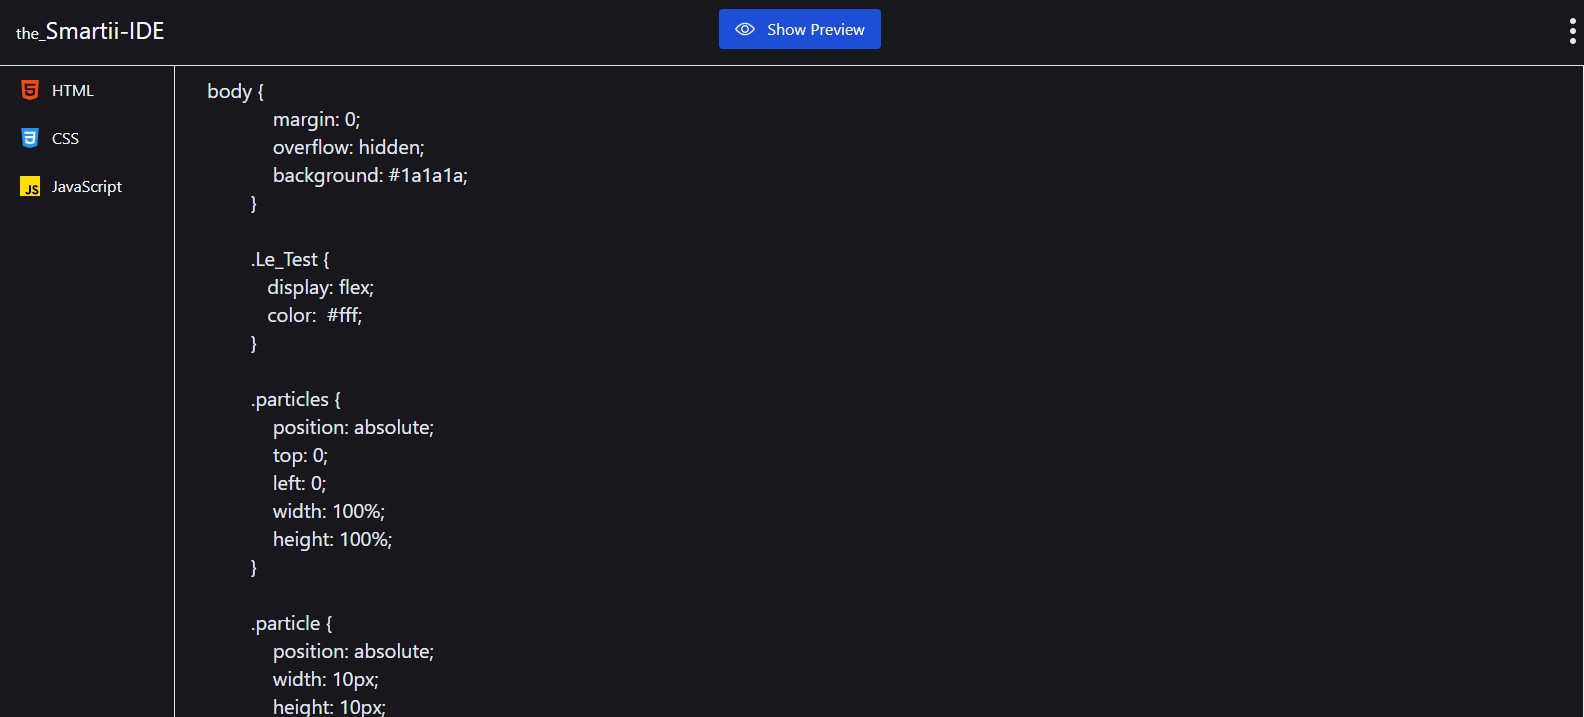 the_Smartii-IDE
Show Preview
HTML
CSS
JavaScript
body {
margin: 0;
overflow: hidden;
background: #1a1a1a;
}
.Le_Test {
display: flex;
color:  #fff;
}
.particles {
position: absolute;
top: 0;
left: 0;
width: 100%;
height: 100%;
}
.particle {
position: absolute;
width: 10px;
height: 10px;